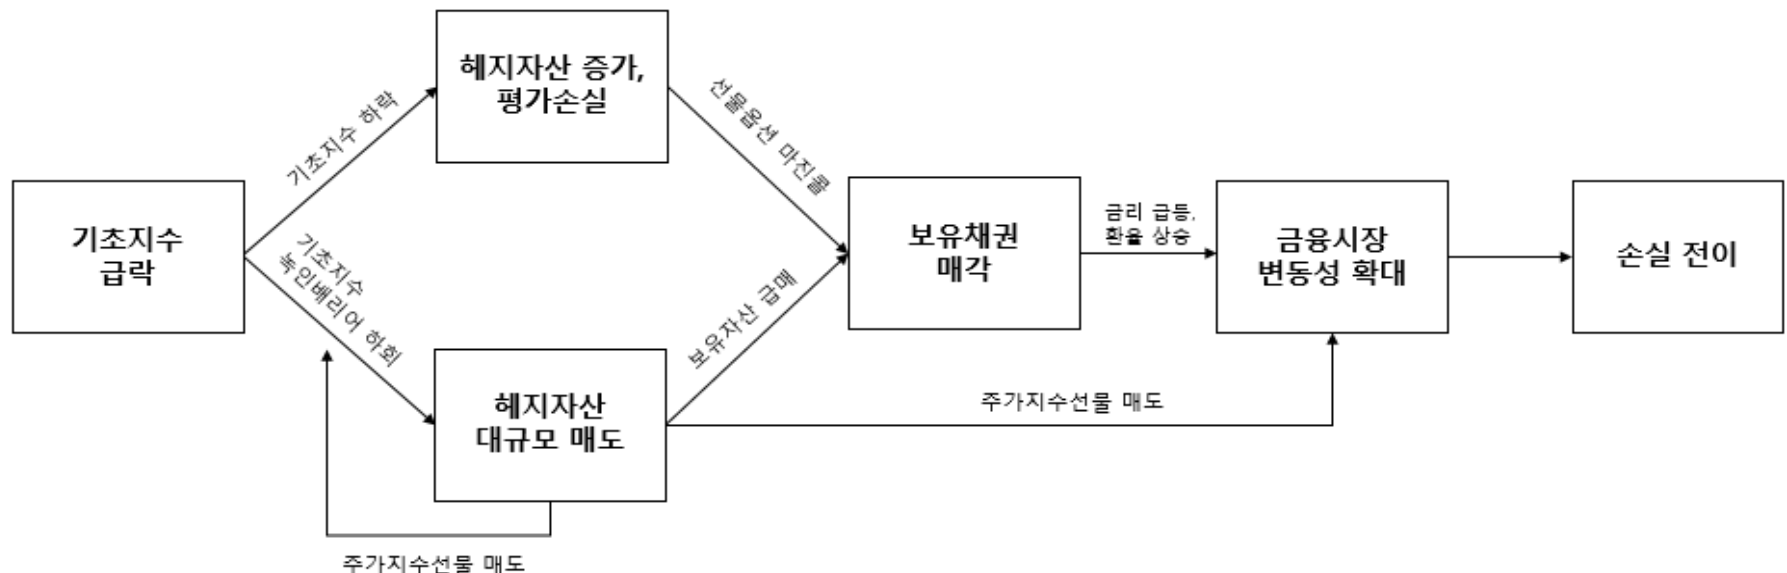 기초지수
급락
기초지수 하락
헤지자산 증가,
평가손실
선물옵션 마진콜
기초지수
녹인배리어 하회
헤지자산
대규모 매도
주가지수선물 매도
보유자산 급매
보유채권
매각
금리 급등,
환율 상승
주가지수선물 매도
금융시장
변동성 확대
손실 전이